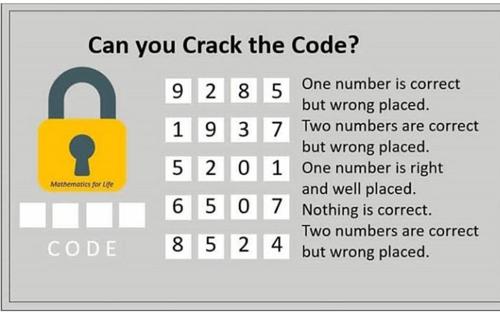 Can you Crack the Code?
9 2 8 5 One number is correct
but wrong placed.
1 9 3 7 Two numbers are correct
but wrong placed.
5 2 0 1 One number is right
and well placed.
6 5 0 7 Nothing is correct.
8 5 2 4 Two numbers are correct
but wrong placed.
Mathematics for Life
CODE